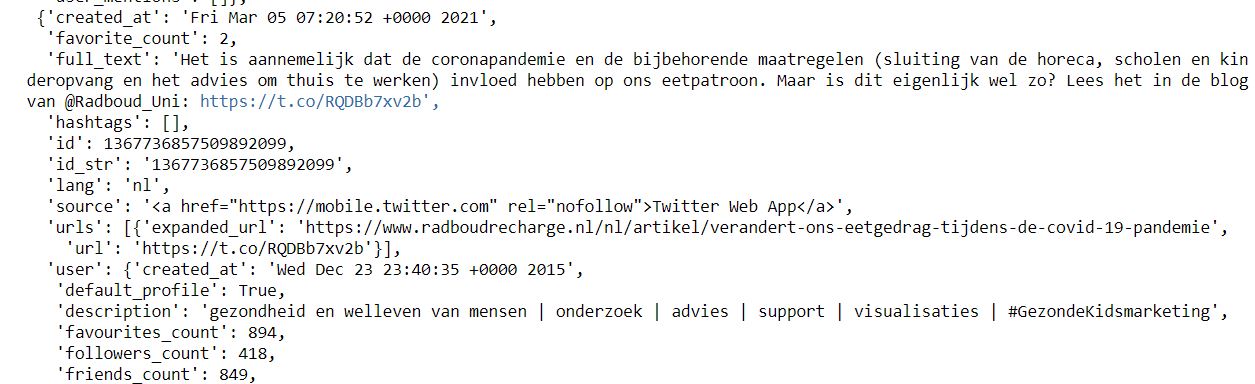 'user_mentions': []},
{'created_at': 'Fri Mar 05 07:20:52 +0000 2021',
'favorite_count': 2,
'full_text': 'Het is aannemelijk dat de coronapandemie en de bijbehorende maatregelen (sluiting van de horeca, scholen en kin
deropvang en het advies om thuis te werken) invloed hebben op ons eetpatroon. Maar is dit eigenlijk wel zo? Lees het in de blog
van @Radboud_Uni: https://t.co/RQDBb7xv2b',
'hashtags': [],
'id': 1367736857509892099,
'id_str': '1367736857509892099',
'lang': 'nl',
'source': '<a href="https://mobile.twitter.com" rel="nofollow">Twitter Web App</a>',
'urls': [{'expanded_url': 'https://www.radboudrecharge.nl/nl/artikel/verandert-ons-eetgedrag-tijdens-de-covid-19-pandemie',
'url': 'https://t.co/RQDBb7xv2b'}],
'user': {'created_at': 'Wed Dec 23 23:40:35 +0000 2015',
'default_profile': True,
'description': 'gezondheid en welleven van mensen | onderzoek | advies | support | visualisaties | #GezondeKidsmarketing',
'favourites_count': 894,
'followers_count': 418,
'friends_count': 849,